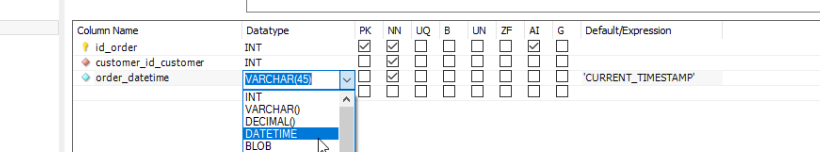 Column Name Datatype PK NN UQ B UN ZF AI G Default/Expression
id_order INT
customer_id_customer INT
order_datetime VARCHAR(45) 'CURRENT_TIMESTAMP'
INT
VARCHAR()
DECIMAL()
DATETIME
BLOB